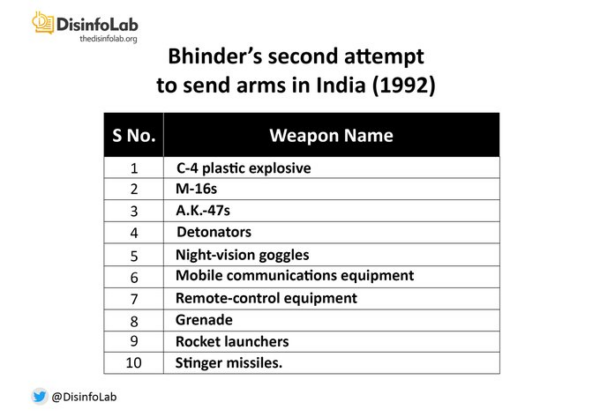 DisinfoLab
thedisinfolab.org
Bhinder's second attempt
to send arms in India (1992)
S No. Weapon Name
1 C-4 plastic explosive
2 M-16s
3 A.K.-47s
4 Detonators
5 Night-vision goggles
6 Mobile communications equipment
7 Remote-control equipment
8 Grenade
9 Rocket launchers
10 Stinger missiles.
@DisinfoLab